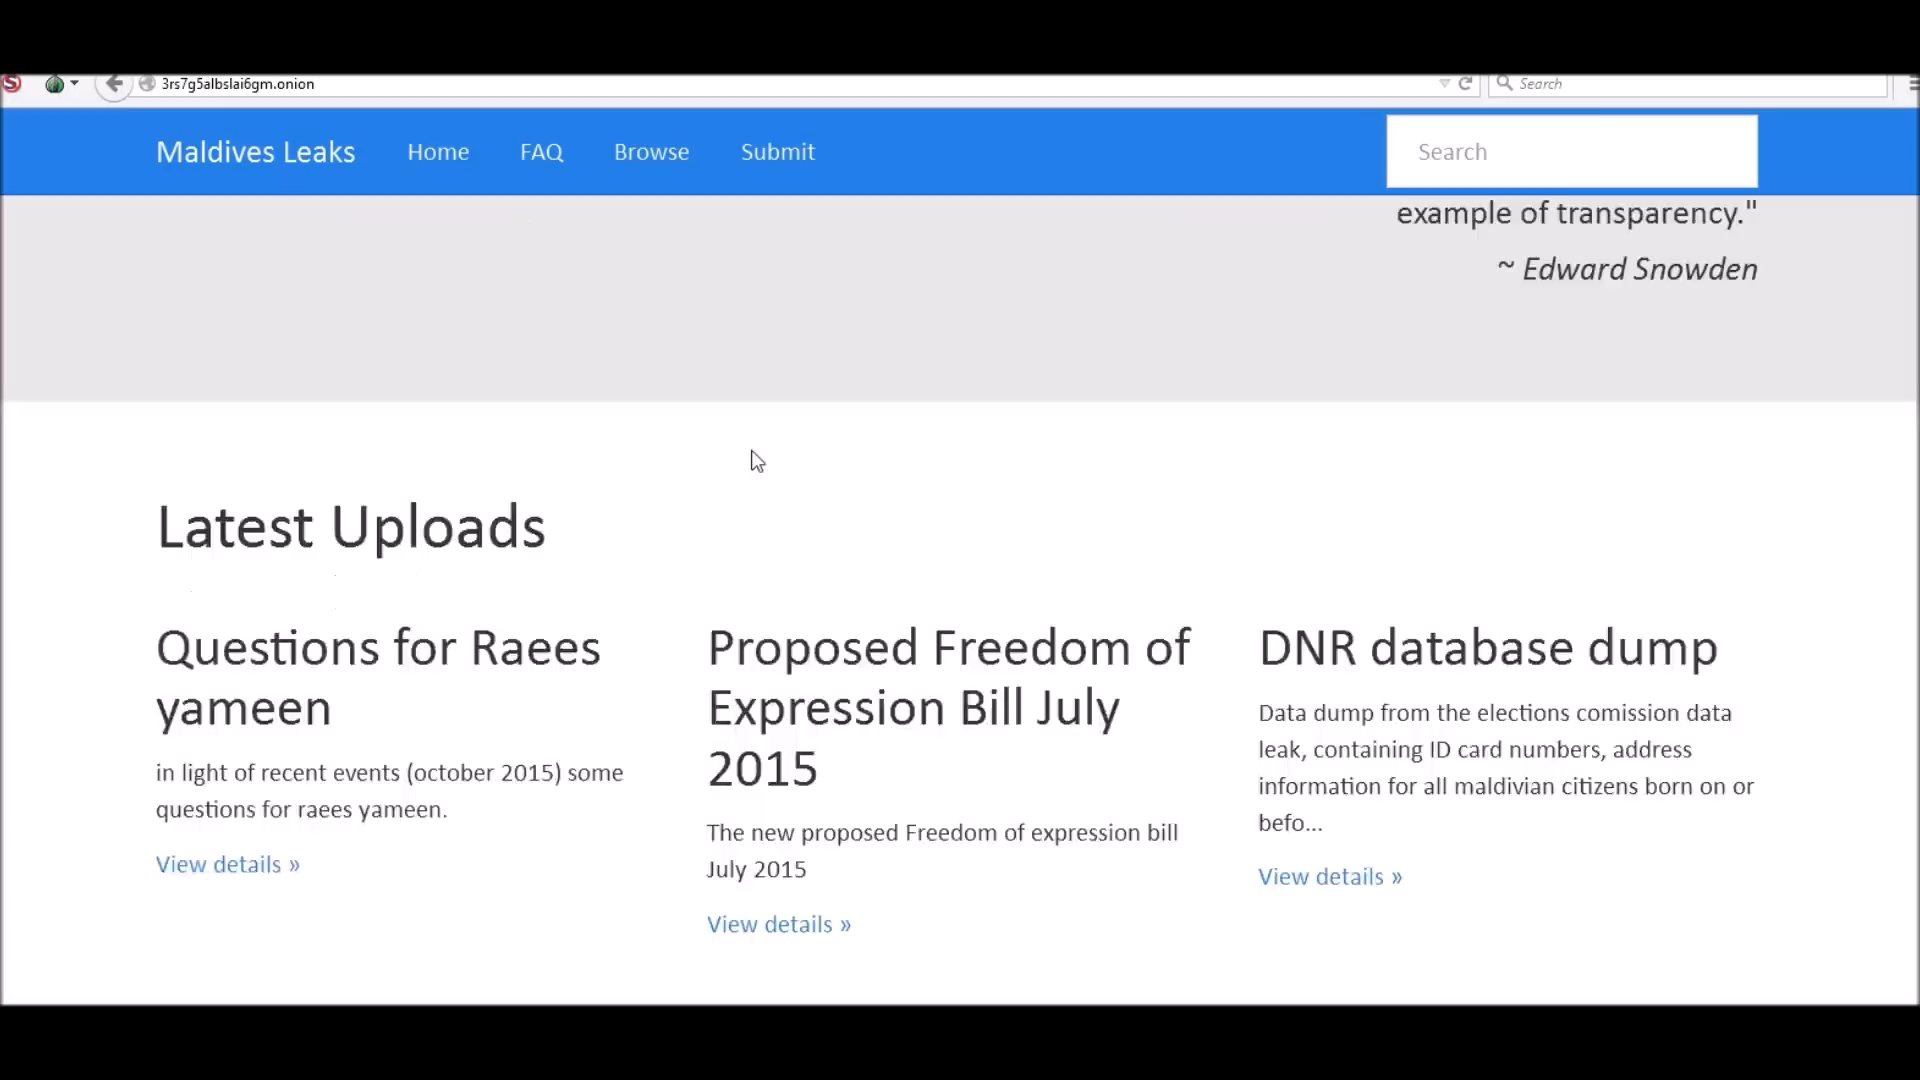 3rs7g5albslai6gm.onion
Search
Maldives Leaks
Home
FAQ
Browse
Submit
Search
example of transparency."
~ Edward Snowden
Latest Uploads
Questions for Raees
yameen
in light of recent events (october 2015) some
questions for raees yameen.
View details »
Proposed Freedom of
Expression Bill July
2015
The new proposed Freedom of expression bill
July 2015
View details »
DNR database dump
Data dump from the elections comission data
leak, containing ID card numbers, address
information for all maldivian citizens born on or
befo...
View details »